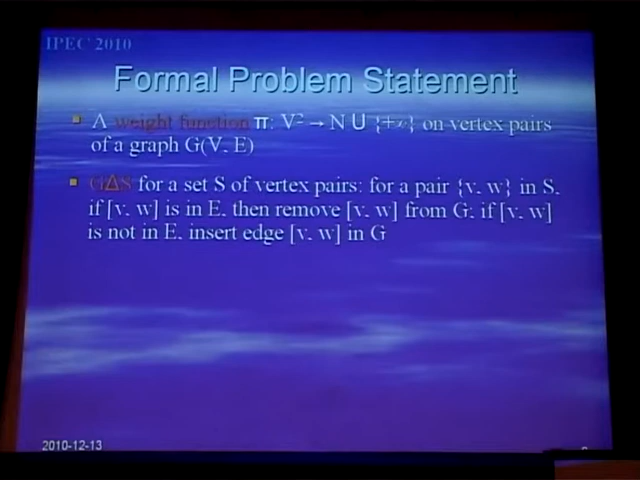 IPEC 2010
Formal Problem Statement
A weight function π: V² → N ∪ {+∞} on vertex pairs
of a graph G(V, E)
G∆S for a set S of vertex pairs: for a pair {v, w} in S,
if [v, w] is in E, then remove [v, w] from G; if [v, w]
is not in E, insert edge [v, w] in G
2010-12-13